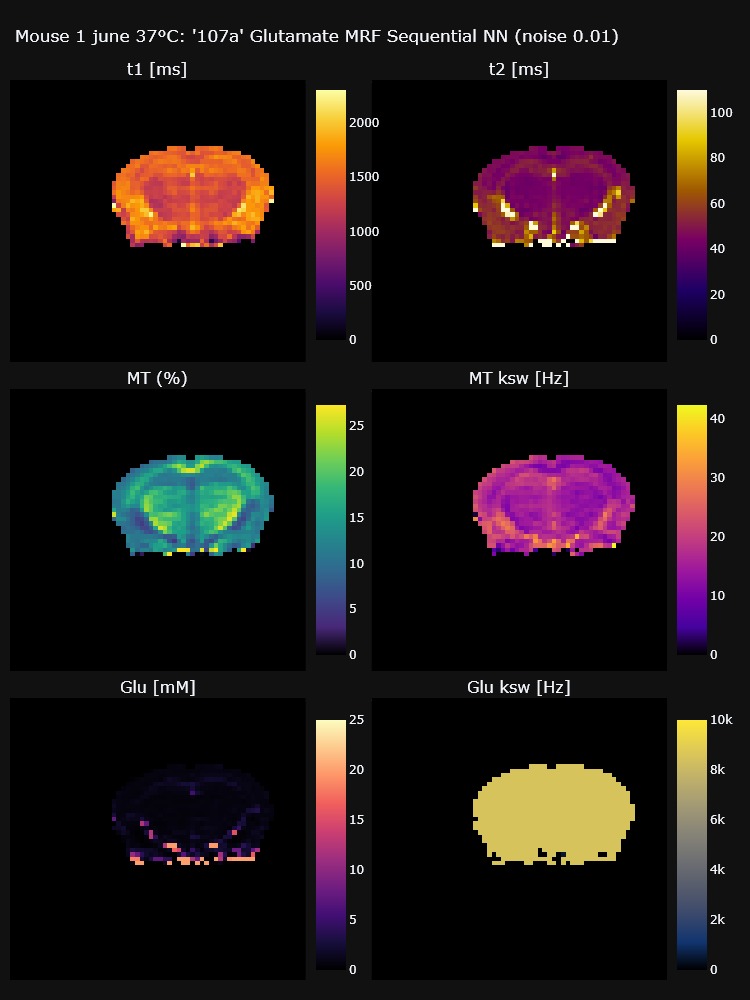 Mouse 1 june 37ºC: '107a' Glutamate MRF Sequential NN (noise 0.01)
t1 [ms]
t2 [ms]
2000
1500
1000
500
0
100
80
60
40
20
0
MT (%)
MT ksw [Hz]
25
20
15
10
5
0
40
30
20
10
0
Glu [mM]
Glu ksw [Hz]
25
20
15
10
5
0
10k
8k
6k
4k
2k
0